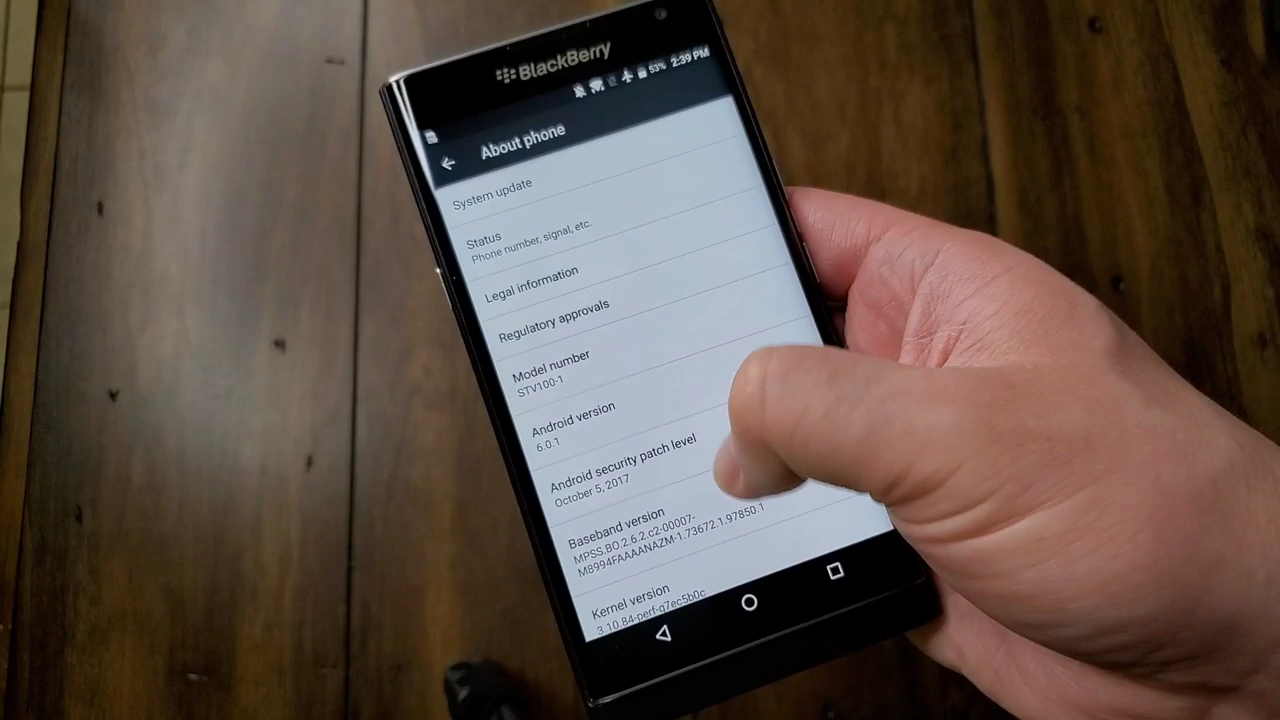 BlackBerry
53% 2:39 PM
About phone
System update
Status
Phone number, signal, etc.
Legal information
Regulatory approvals
Model number
STV100-1
Android version
6.0.1
Android security patch level
October 5, 2017
Baseband version
MPSS.BO.2.6.2.c2-00007-
M8994FAAAANAZM-1.73672.1.97850.1
Kernel version
3.10.84-perf-g7ec5b0c